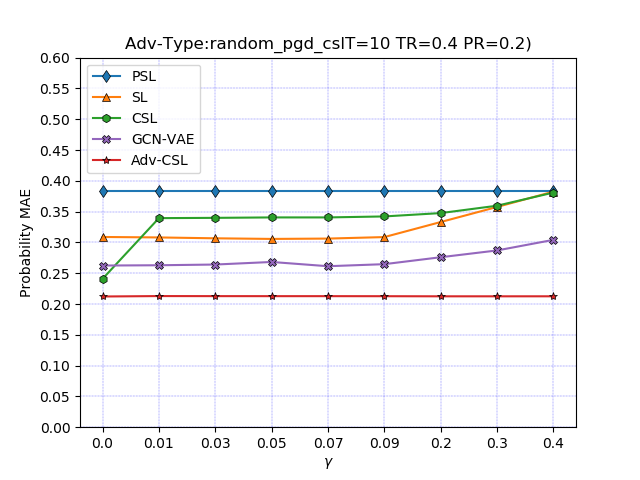 Adv-Type:random_pgd_cslT=10 TR=0.4 PR=0.2)
PSL
SL
CSL
GCN-VAE
Adv-CSL
0.60
0.55
0.50
0.45
0.40
0.35
0.30
0.25
0.20
0.15
0.10
0.05
0.00
Probability MAE
0.0 0.01 0.03 0.05 0.07 0.09 0.2 0.3 0.4
γ